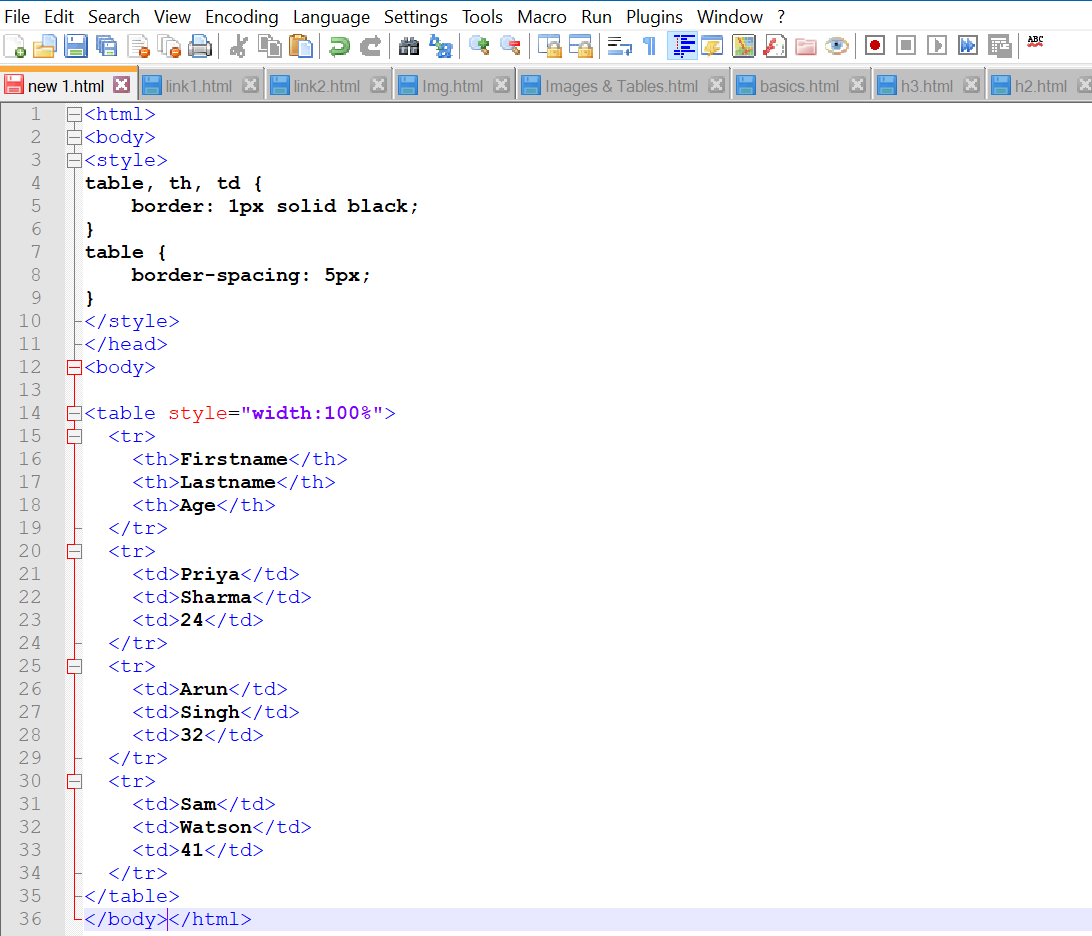 File Edit Search View Encoding Language Settings Tools Macro Run Plugins Window ?
ABC
new 1.html link1.html link2.html Img.html Images & Tables.html basics.html h3.html h2.html
1 <html>
2 <body>
3 <style>
4 table, th, td {
5     border: 1px solid black;
6 }
7 table {
8     border-spacing: 5px;
9 }
10 </style>
11 </head>
12 <body>
13
14 <table style="width:100%">
15   <tr>
16     <th>Firstname</th>
17     <th>Lastname</th>
18     <th>Age</th>
19   </tr>
20   <tr>
21     <td>Priya</td>
22     <td>Sharma</td>
23     <td>24</td>
24   </tr>
25   <tr>
26     <td>Arun</td>
27     <td>Singh</td>
28     <td>32</td>
29   </tr>
30   <tr>
31     <td>Sam</td>
32     <td>Watson</td>
33     <td>41</td>
34   </tr>
35 </table>
36 </body></html>